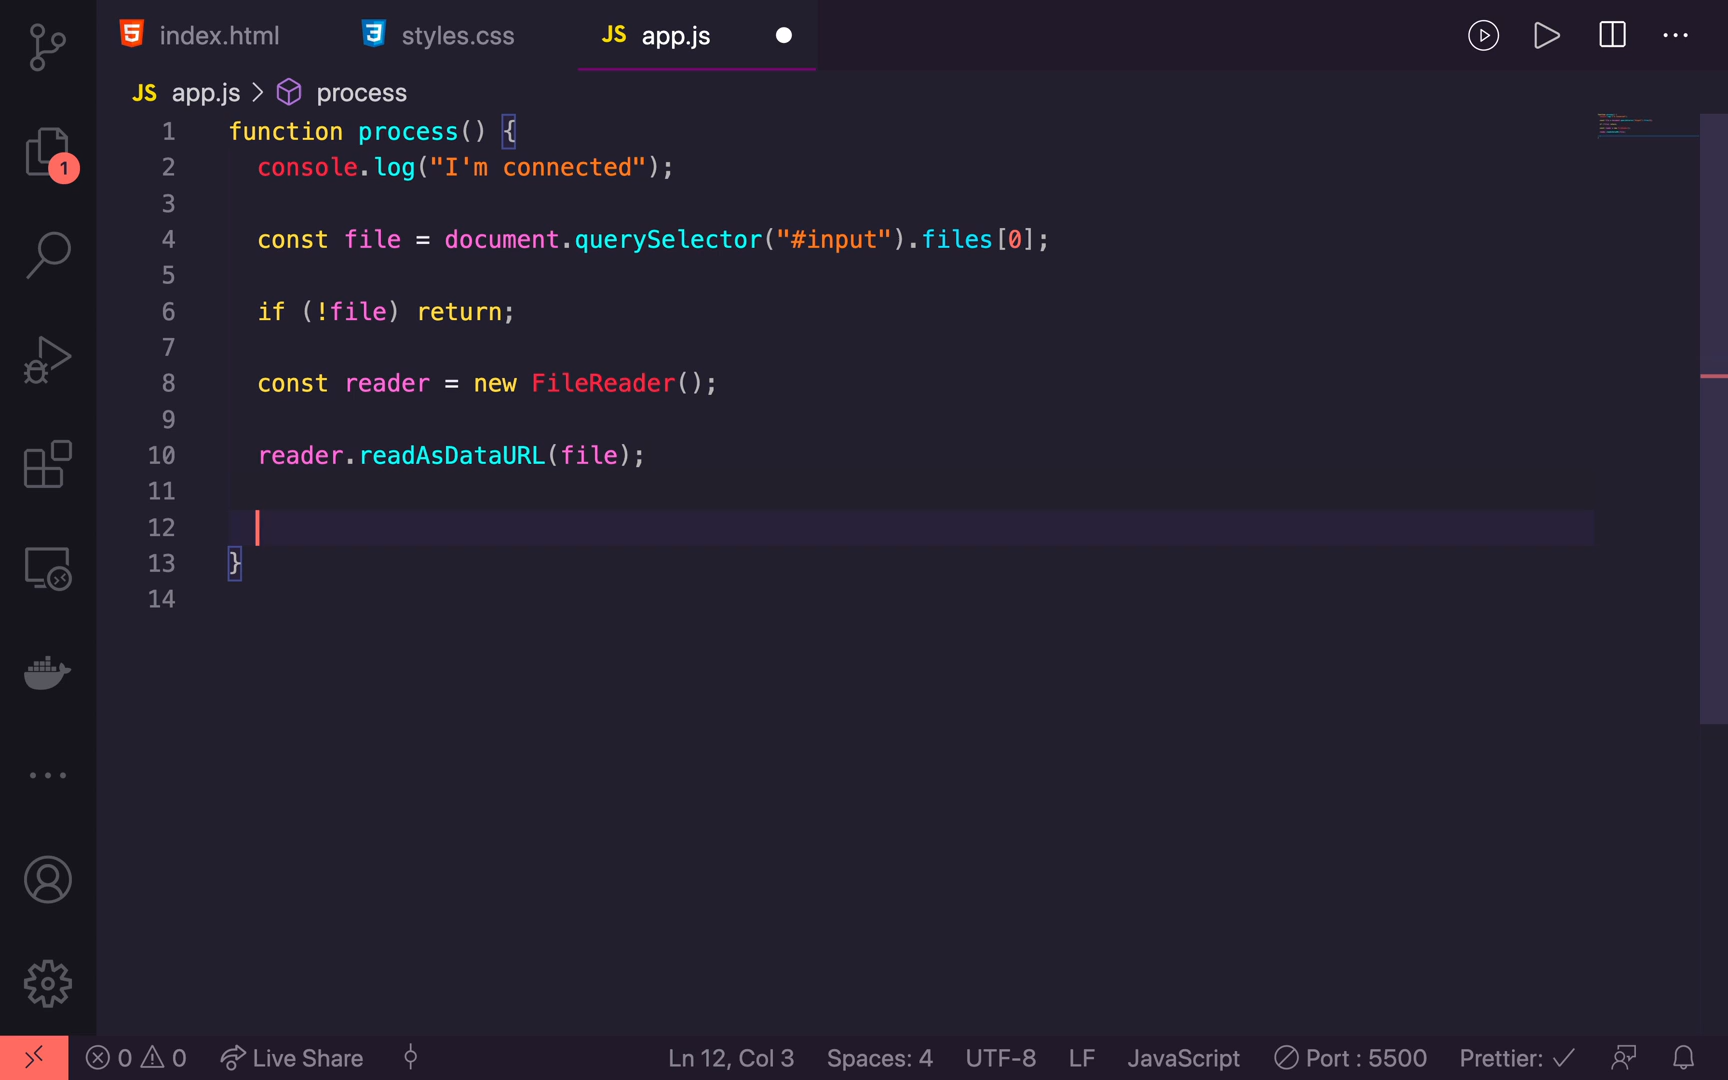 index.html
styles.css
JS app.js
JS app.js > process
1 function process() {
2 console.log("I'm connected");
3
4 const file = document.querySelector("#input").files[0];
5
6 if (!file) return;
7
8 const reader = new FileReader();
9
10 reader.readAsDataURL(file);
11
12
13 }
14
1
0 0 Live Share Ln 12, Col 3 Spaces: 4 UTF-8 LF JavaScript Port : 5500 Prettier: ✓